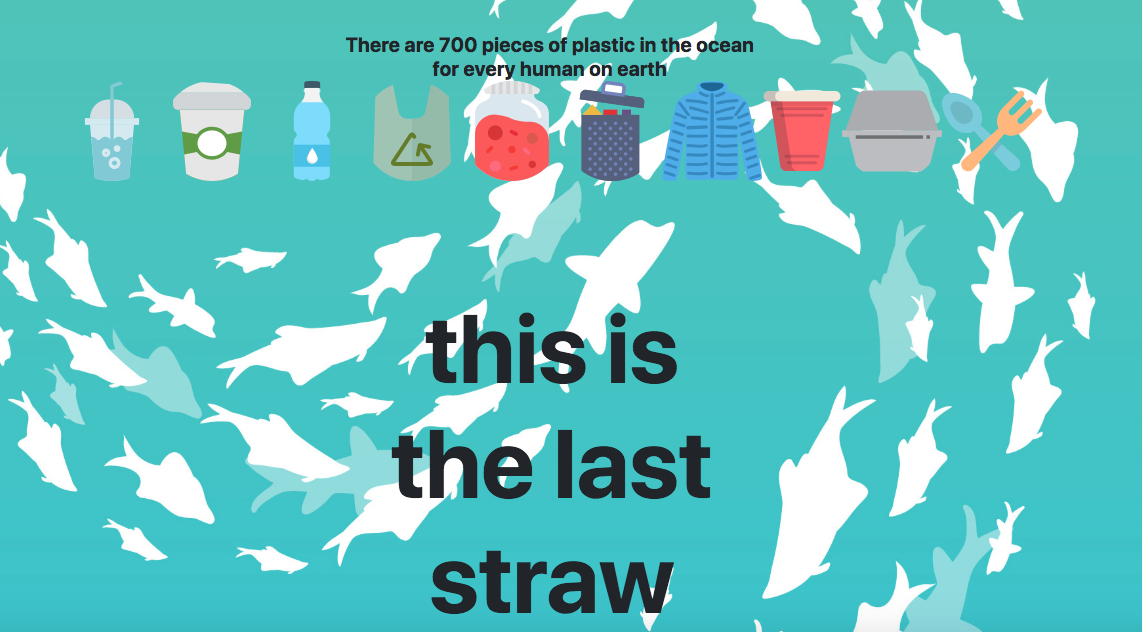 There are 700 pieces of plastic in the ocean
for every human on earth
this is
the last
straw